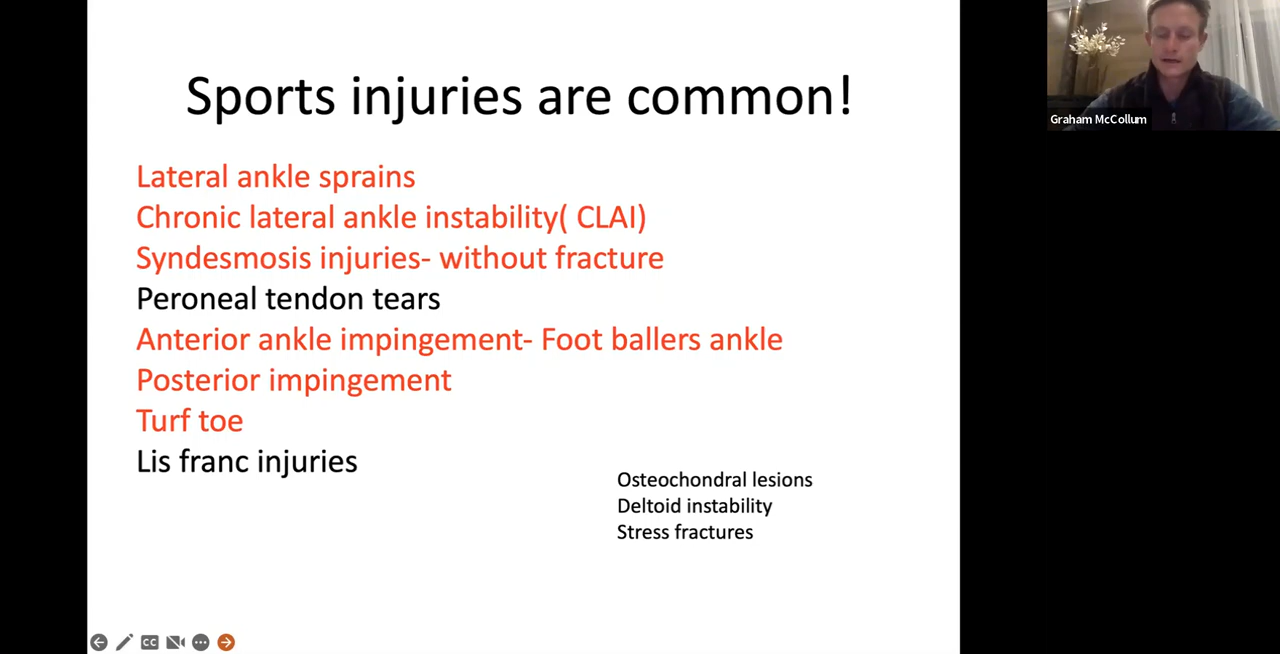 Sports injuries are common!
Lateral ankle sprains
Chronic lateral ankle instability( CLAI)
Syndesmosis injuries- without fracture
Peroneal tendon tears
Anterior ankle impingement- Foot ballers ankle
Posterior impingement
Turf toe
Lis franc injuries
Osteochondral lesions
Deltoid instability
Stress fractures
Graham McCollum
CC